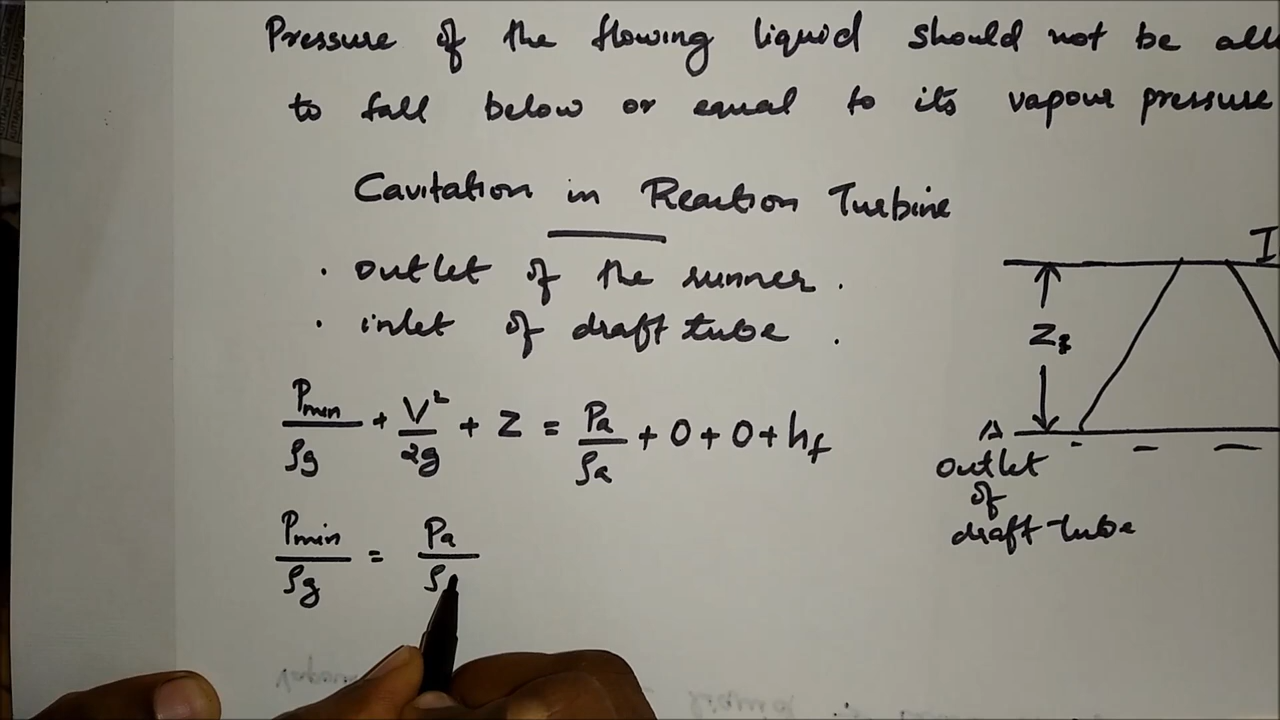 Pressure of the flowing liquid should not be
to fall below or equal to its vapour pressure
Cavitation in Reaction Turbine
· outlet of the runner.
· inlet of draft tube.
Pmin/ρg + V²/2g + Z = Pa/ρa + 0 + 0 + hf
Pmin/ρg = Pa/ρ
I
Zs
A
outlet
of
draft tube